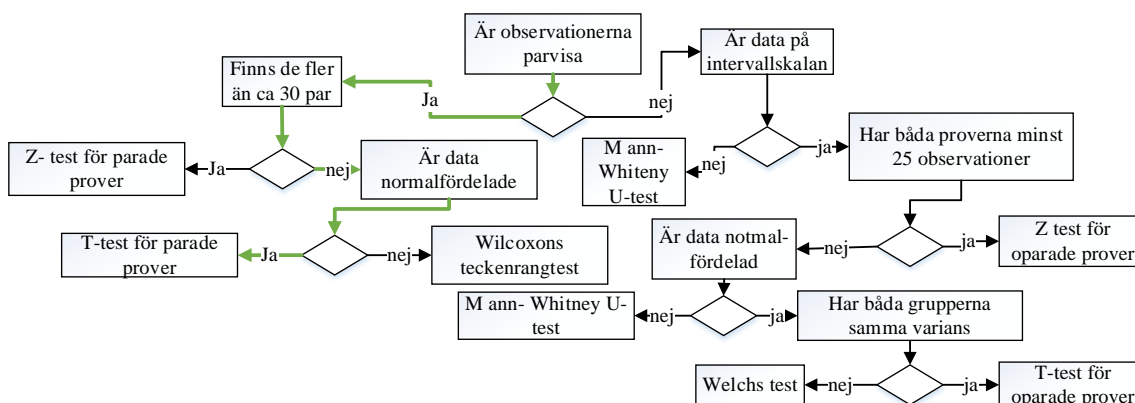 Är observationerna
parvisa
Är data på
intervallskalan
Finns de fler
än ca 30 par
Ja
nej
Har båda proverna minst
25 observationer
Z- test för parade
prover
Ja
nej
Är data
normalfördelade
M ann-
Whiteny
U-test
nej
ja
T-test för parade
prover
Ja
nej
Wilcoxons
teckenrangtest
Är data notmal-
fördelad
nej
ja
Z test för
oparade prover
M ann- Whitney U-
test
nej
ja
Har båda grupperna
samma varians
Welchs test
nej
ja
T-test för
oparade prover